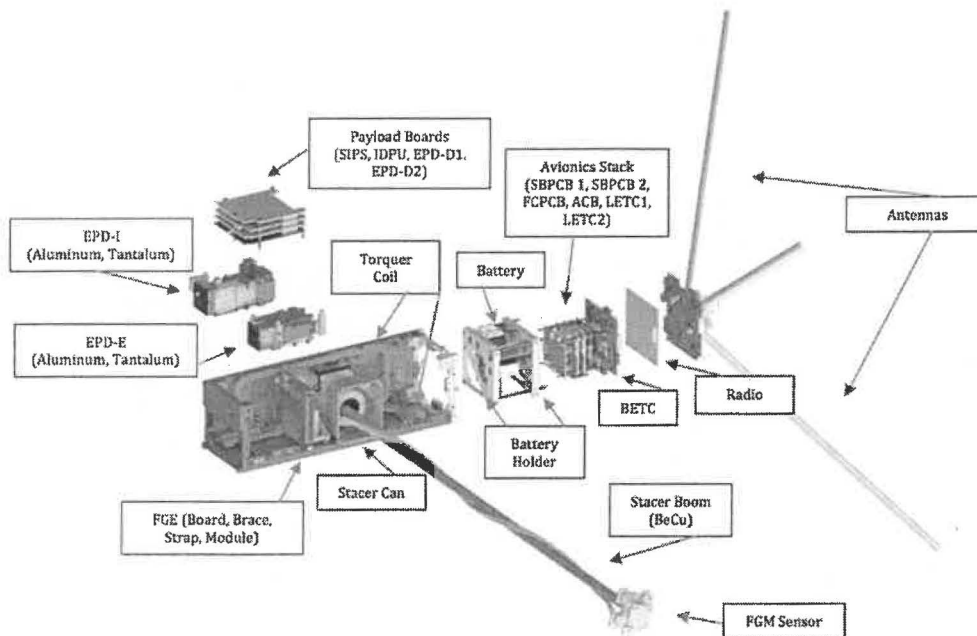 Payload Boards
(SIPS, IDPU, EPD-D1,
EPD-D2)
Avionics Stack
(SBPCB 1, SBPCB 2,
FCPCB, ACB, LETC1,
LETC2)
Antennas
EPD-I
(Aluminum, Tantalum)
Torquer
Coil
Battery
EPD-E
(Aluminum, Tantalum)
BETC
Radio
Battery
Holder
Stacer Can
FGE (Board, Brace,
Strap, Module)
Stacer Boom
(BeCu)
FGM Sensor